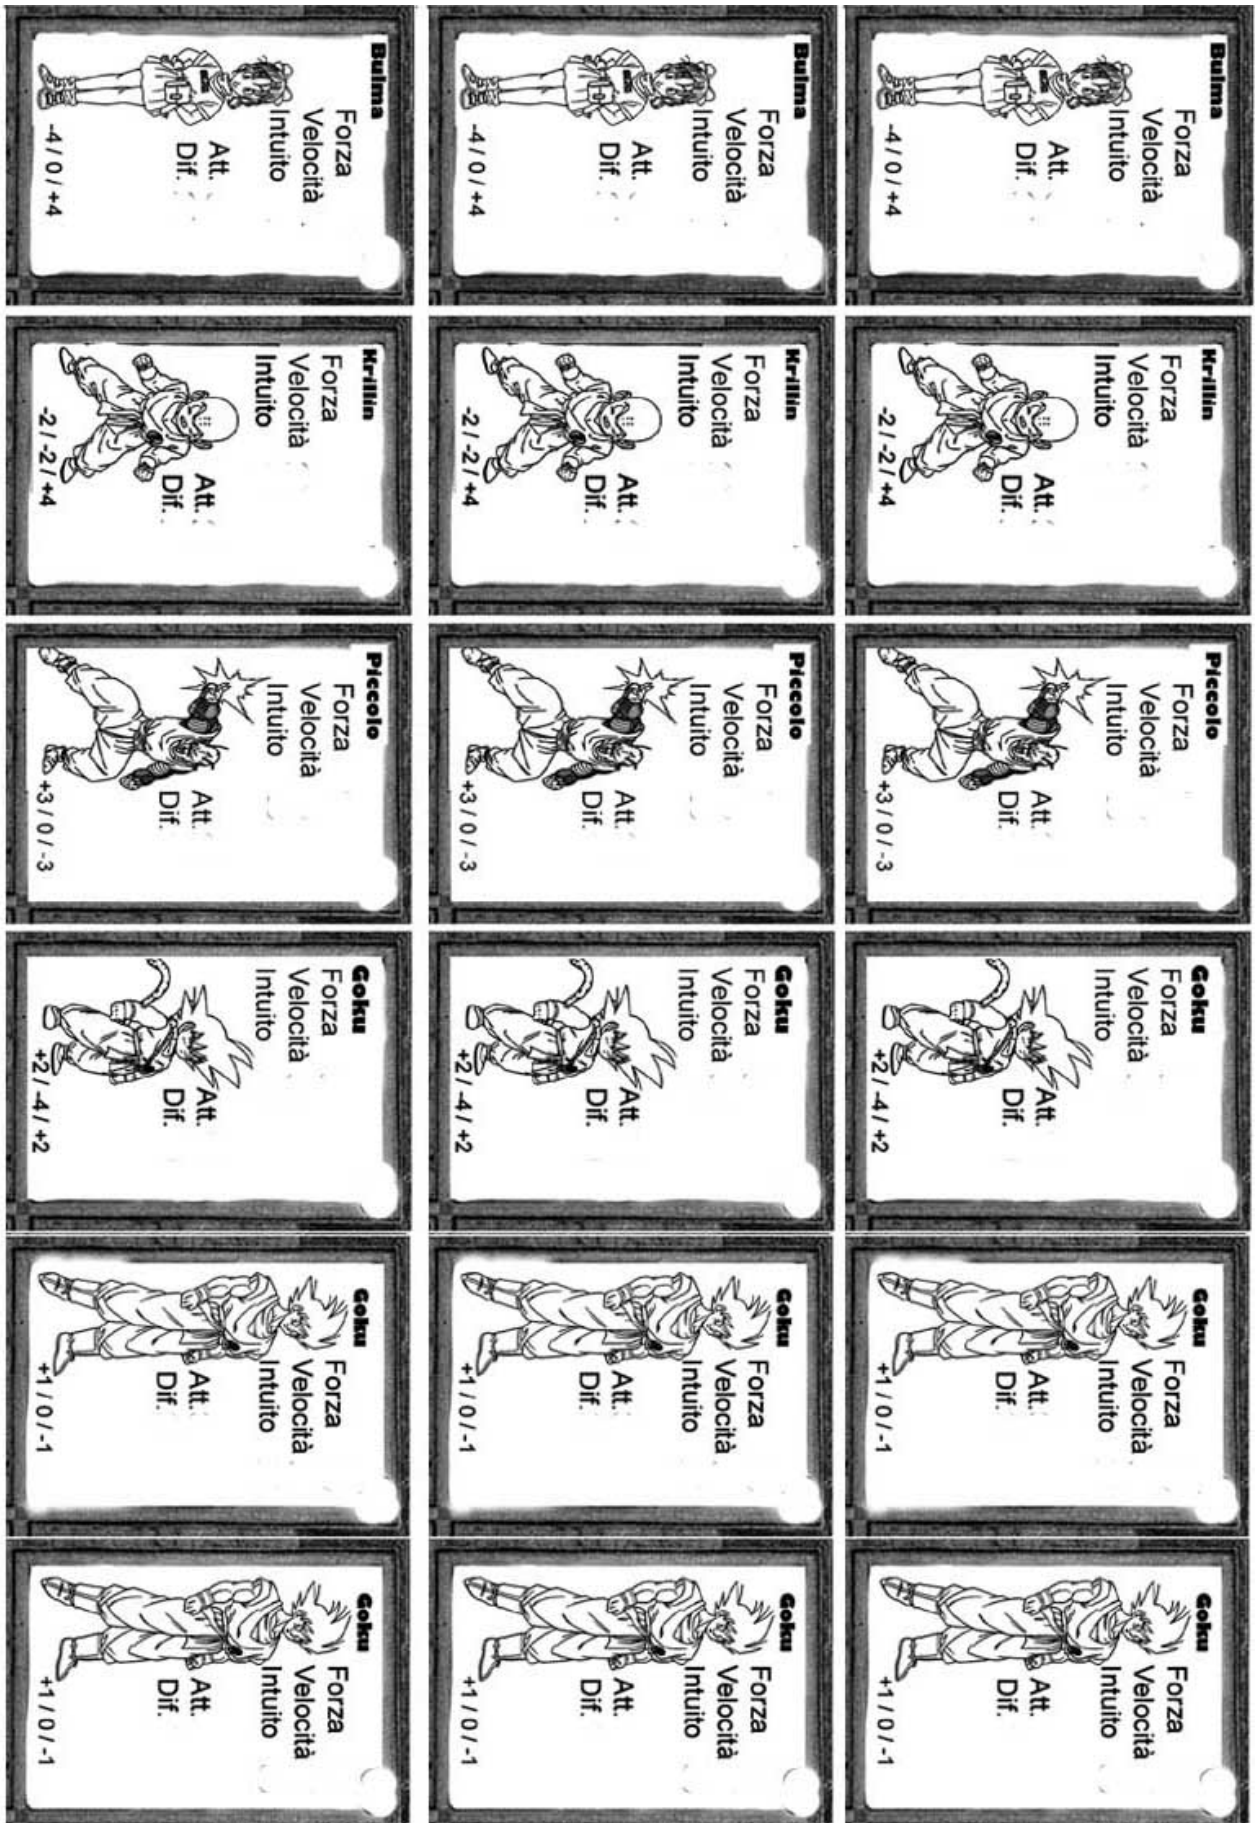 Bulma
Forza
Velocità
Intuito
Att.
Dif.
-4 / 0 / +4
Krillin
Forza
Velocità
Intuito
Att.
Dif.
-2 / -2 / +4
Piccolo
Forza
Velocità
Intuito
Att.
Dif.
+3 / 0 / -3
Goku
Forza
Velocità
Intuito
Att.
Dif.
+2 / -4 / +2
Goku
Forza
Velocità
Intuito
Att.
Dif.
+1 / 0 / -1
Goku
Forza
Velocità
Intuito
Att.
Dif.
+1 / 0 / -1
Bulma
Forza
Velocità
Intuito
Att.
Dif.
-4 / 0 / +4
Krillin
Forza
Velocità
Intuito
Att.
Dif.
-2 / -2 / +4
Piccolo
Forza
Velocità
Intuito
Att.
Dif.
+3 / 0 / -3
Goku
Forza
Velocità
Intuito
Att.
Dif.
+2 / -4 / +2
Goku
Forza
Velocità
Intuito
Att.
Dif.
+1 / 0 / -1
Goku
Forza
Velocità
Intuito
Att.
Dif.
+1 / 0 / -1
Bulma
Forza
Velocità
Intuito
Att.
Dif.
-4 / 0 / +4
Krillin
Forza
Velocità
Intuito
Att.
Dif.
-2 / -2 / +4
Piccolo
Forza
Velocità
Intuito
Att.
Dif.
+3 / 0 / -3
Goku
Forza
Velocità
Intuito
Att.
Dif.
+2 / -4 / +2
Goku
Forza
Velocità
Intuito
Att.
Dif.
+1 / 0 / -1
Goku
Forza
Velocità
Intuito
Att.
Dif.
+1 / 0 / -1